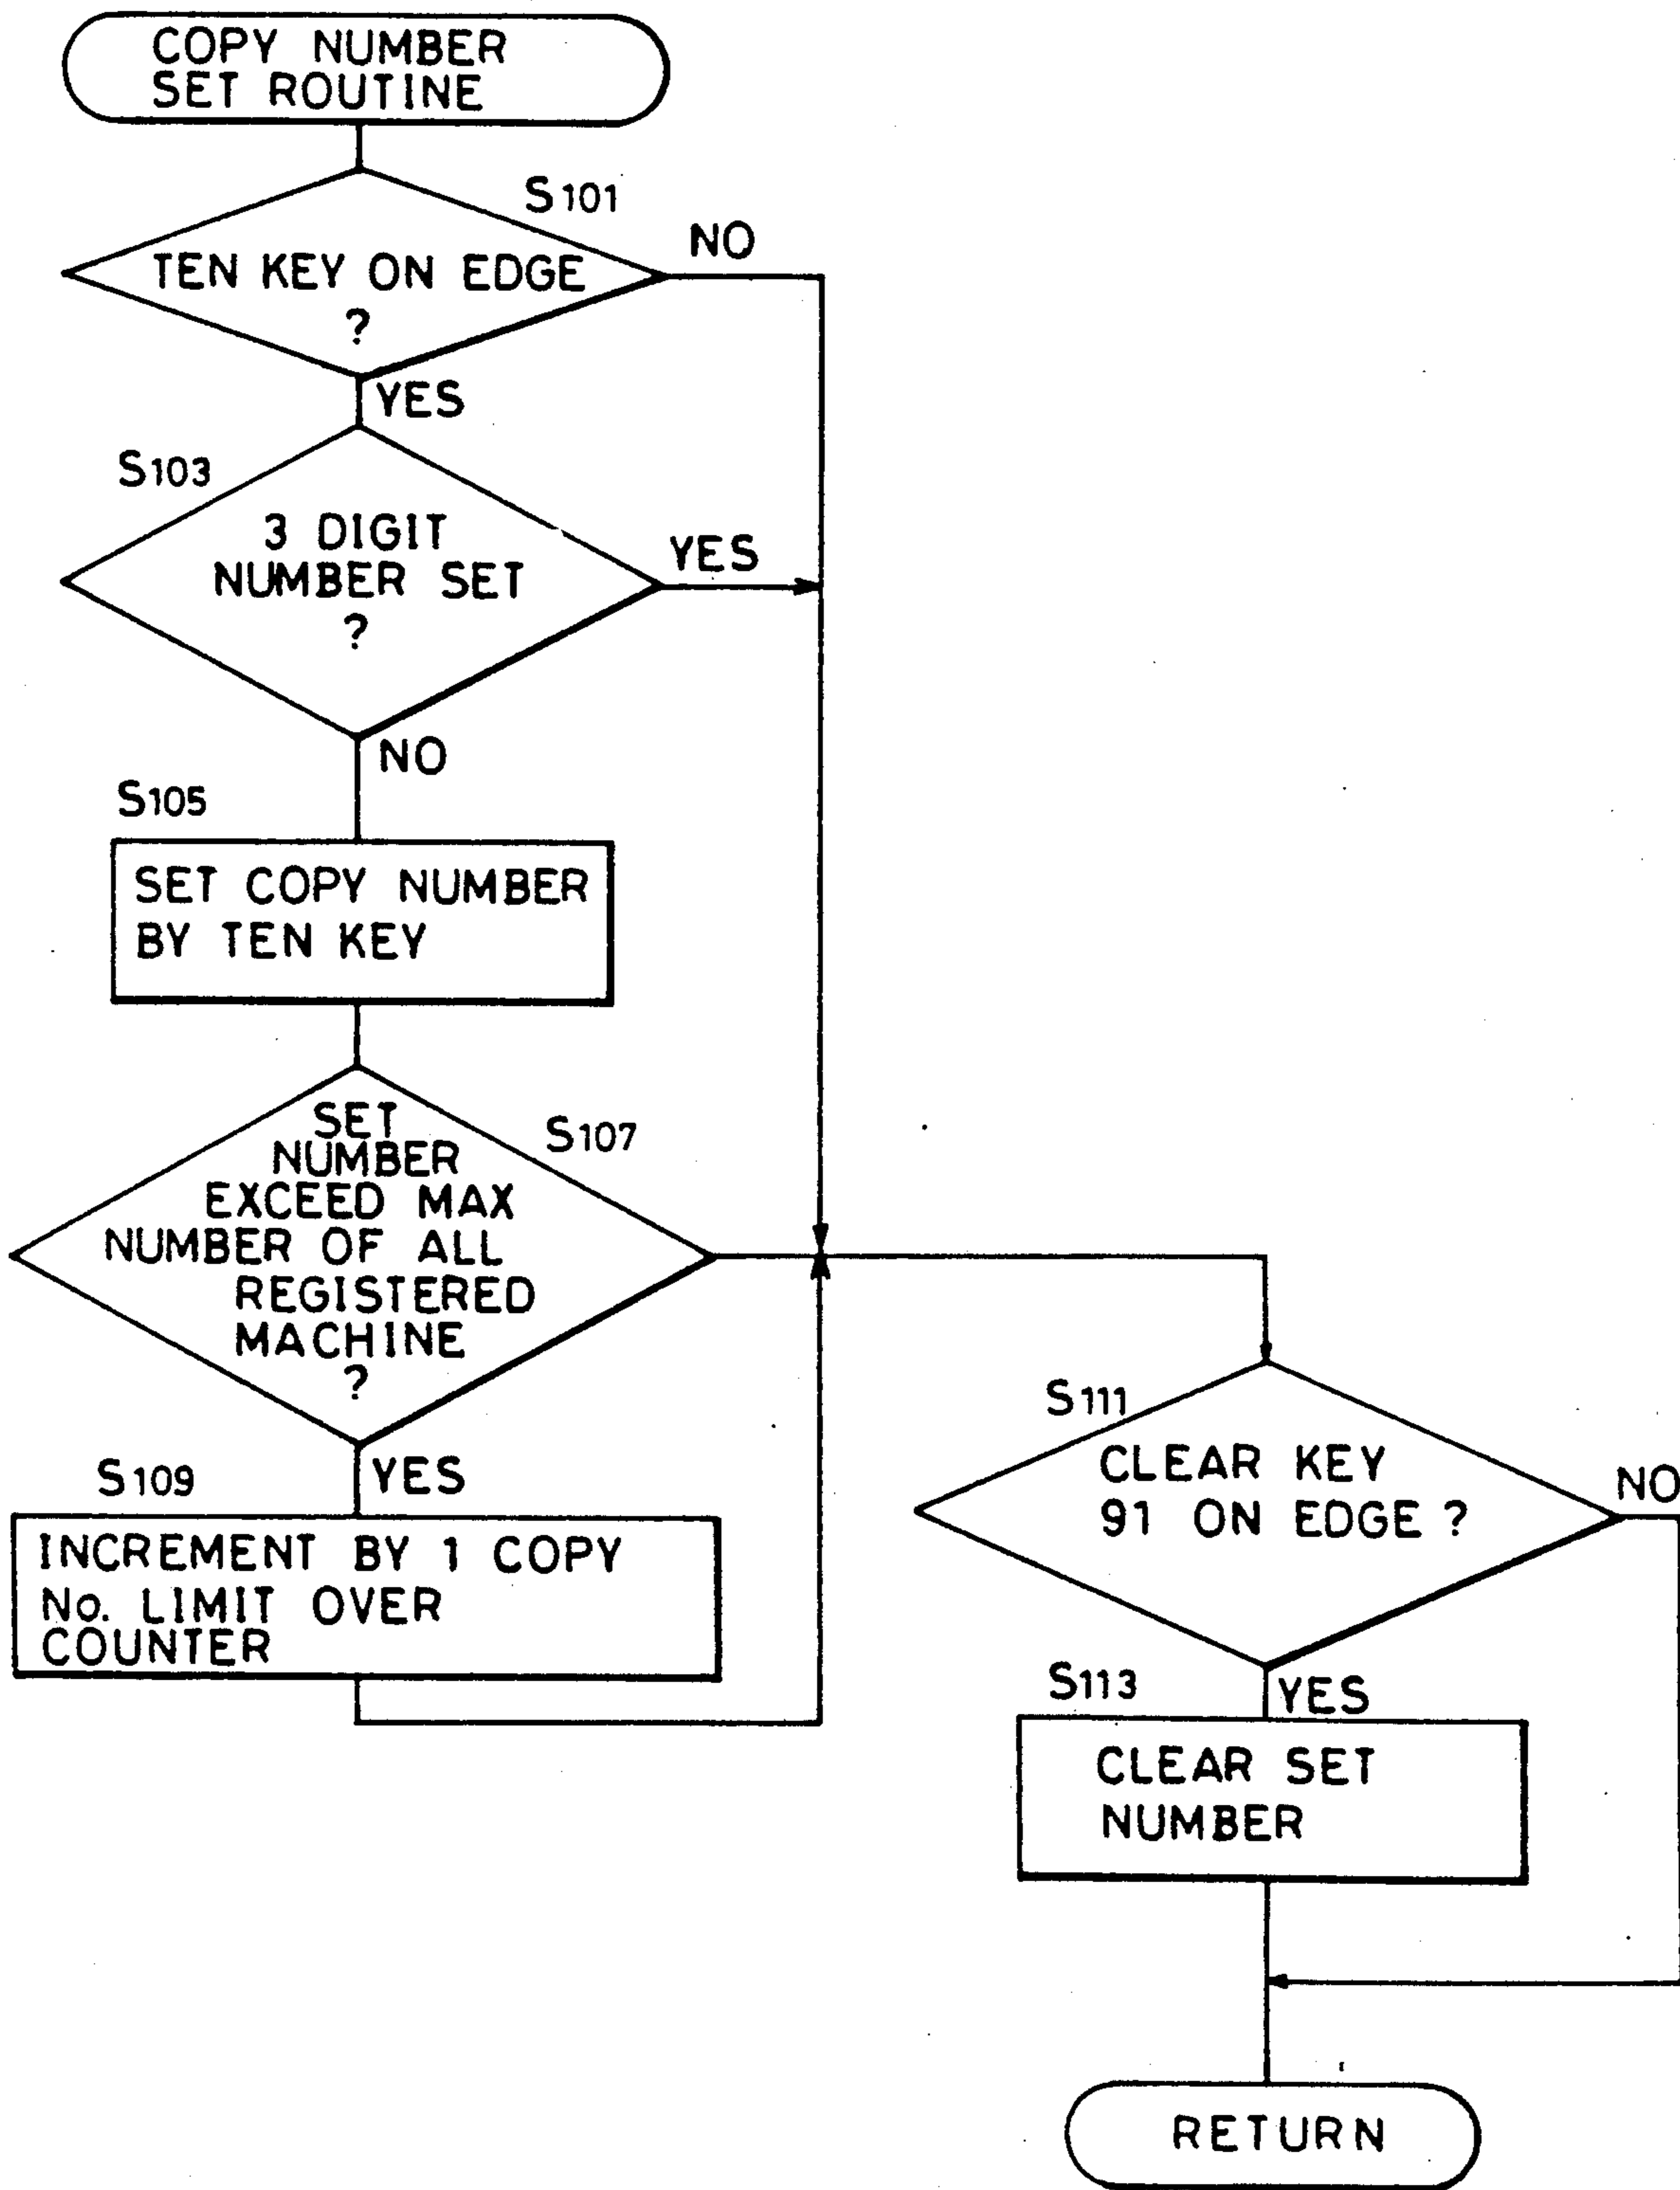 COPY NUMBER
SET ROUTINE
S101
TEN KEY ON EDGE
?
NO
YES
S103
3 DIGIT
NUMBER SET
?
YES
NO
S105
SET COPY NUMBER
BY TEN KEY
S107
SET
NUMBER
EXCEED MAX
NUMBER OF ALL
REGISTERED
MACHINE
?
YES
S109
INCREMENT BY 1 COPY
No. LIMIT OVER
COUNTER
S111
CLEAR KEY
91 ON EDGE ?
NO
YES
S113
CLEAR SET
NUMBER
RETURN